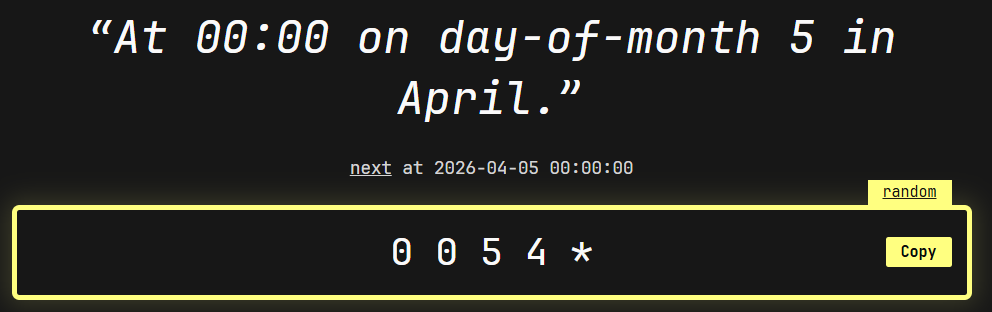 “At 00:00 on day-of-month 5 in
April.”
next at 2026-04-05 00:00:00
random
0 0 5 4 *
Copy